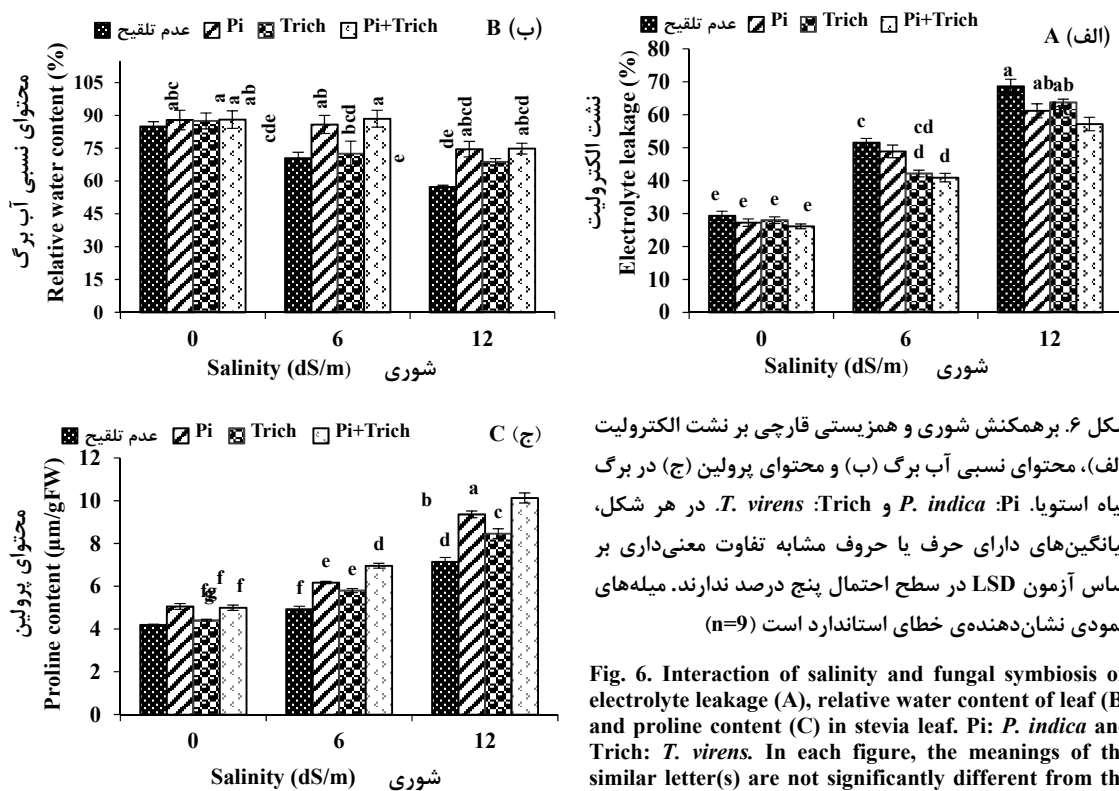 عدم تلقیح Pi Trich Pi+Trich
B (ب)
محتوای نسبی آب برگ
Relative water content (%)
105
90
75
60
45
30
15
0
abc a a ab
cde ab bcd a
e de abcd abcd
0 6 12
Salinity (dS/m) شوری
عدم تلقیح Pi Trich Pi+Trich
A (الف)
نشت الکترولیت
Electrolyte leakage (%)
80
70
60
50
40
30
20
10
0
e e e e
c cd d d
a ab ab
0 6 12
Salinity (dS/m) شوری
عدم تلقیح Pi Trich Pi+Trich
C (ج)
محتوای پرولین
Proline content (µm/gFW)
12
10
8
6
4
2
0
fg f f
f e e d
b d a c
0 6 12
Salinity (dS/m) شوری
شکل ۶. برهمکنش شوری و همزیستی قارچی بر نشت الکترولیت
الف)، محتوای نسبی آب برگ (ب) و محتوای پرولین (ج) در برگ
یاه استویا. Pi: P. indica و Trich: T. virens. در هر شکل،
یانگین‌های دارای حرف یا حروف مشابه تفاوت معنی‌داری بر
ساس آزمون LSD در سطح احتمال پنج درصد ندارند. میله‌های
مودی نشان‌دهنده‌ی خطای استاندارد است (n=9)
Fig. 6. Interaction of salinity and fungal symbiosis o
electrolyte leakage (A), relative water content of leaf (B
and proline content (C) in stevia leaf. Pi: P. indica an
Trich: T. virens. In each figure, the meanings of th
similar letter(s) are not significantly different from th